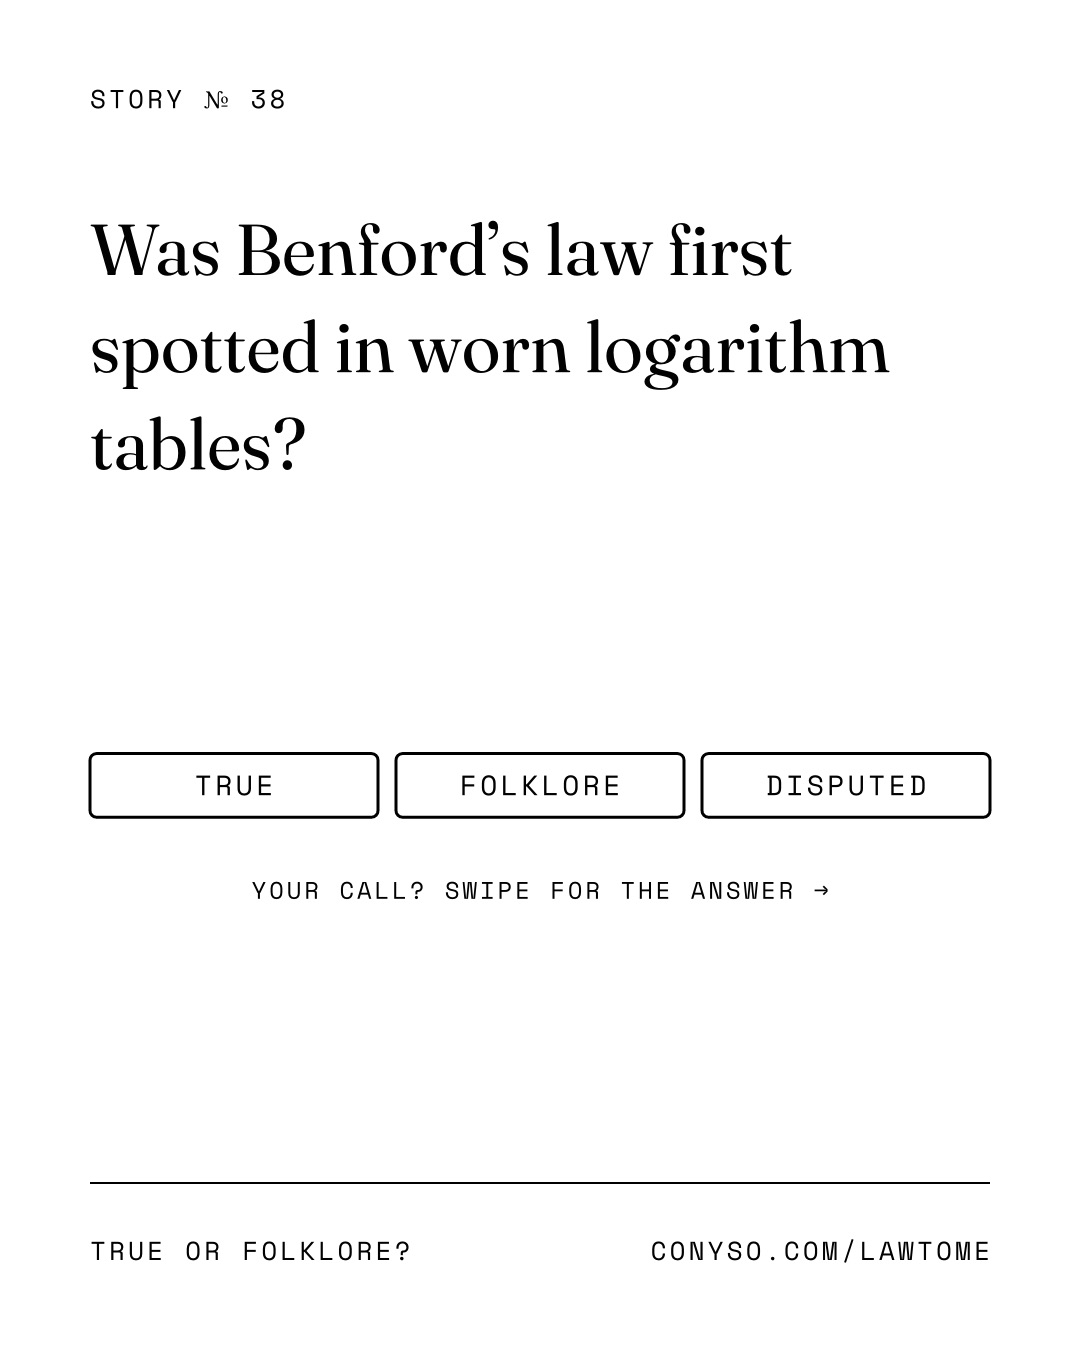 STORY № 38
Was Benford’s law first
spotted in worn logarithm
tables?
TRUE
FOLKLORE
DISPUTED
YOUR CALL? SWIPE FOR THE ANSWER →
TRUE OR FOLKLORE?
CONYSO.COM/LAWTOME